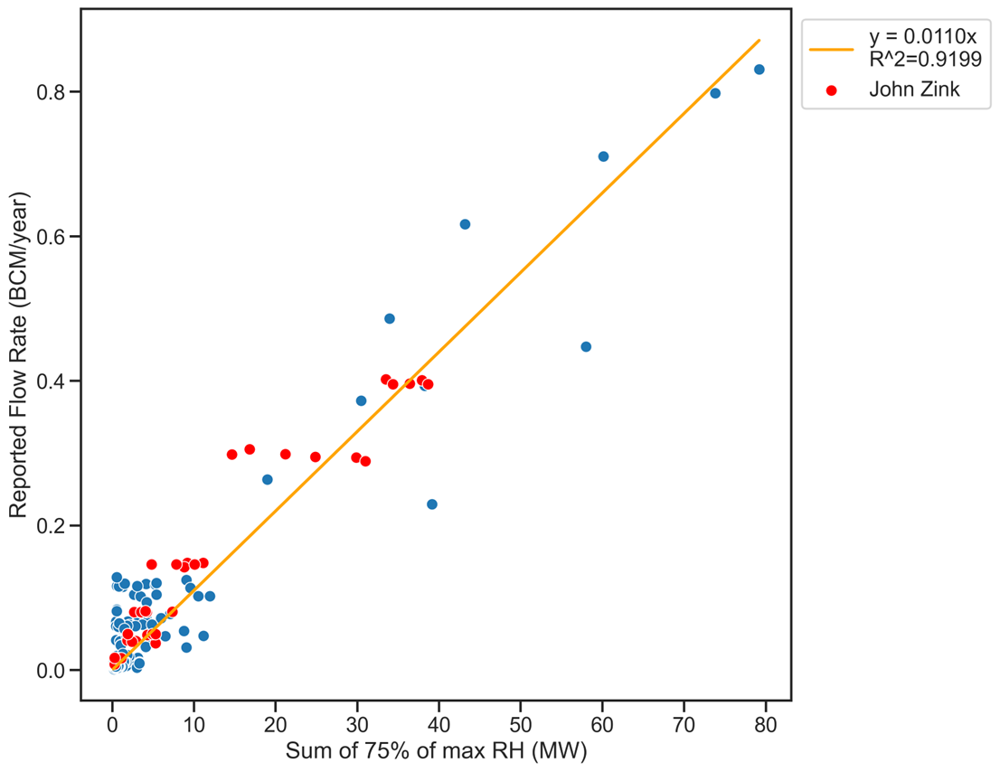 y = 0.0110x
R^2=0.9199
John Zink
Reported Flow Rate (BCM/year)
0.8
0.6
0.4
0.2
0.0
0 10 20 30 40 50 60 70 80
Sum of 75% of max RH (MW)